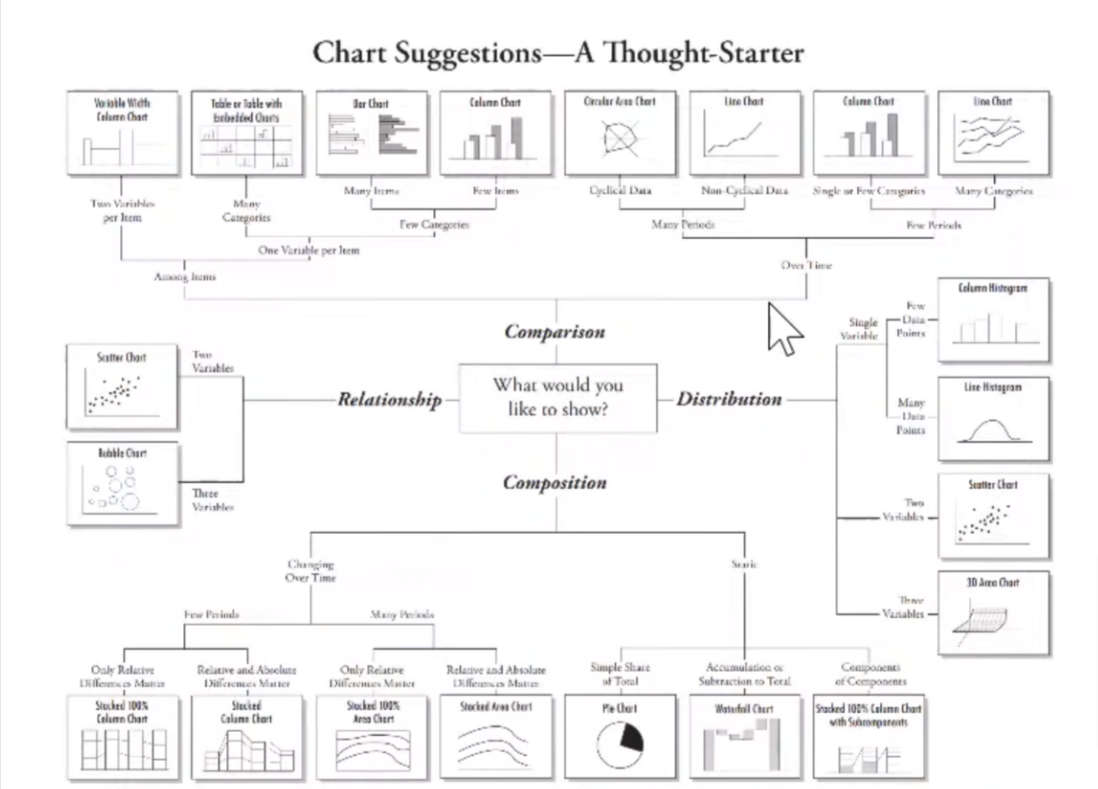 Chart Suggestions—A Thought-Starter
Variable Width
Column Chart
Table or Table with
Embedded Charts
Bar Chart
Column Chart
Circular Area Chart
Line Chart
Column Chart
Line Chart
Two Variables
per Item
Many
Categories
Many Items
Few Items
Cyclical Data
Non-Cyclical Data
Single or Few Categories
Many Categories
Few Categories
Many Periods
Few Periods
One Variable per Item
Among Items
Over Time
Comparison
What would you
like to show?
Relationship
Two
Variables
Scatter Chart
Three
Variables
Bubble Chart
Distribution
Single
Variable
Few
Data
Points
Column Histogram
Many
Data
Points
Line Histogram
Two
Variables
Scatter Chart
Three
Variables
3D Area Chart
Composition
Changing
Over Time
Static
Few Periods
Many Periods
Only Relative
Differences Matter
Relative and Absolute
Differences Matter
Only Relative
Differences Matter
Relative and Absolute
Differences Matter
Simple Share
of Total
Accumulation or
Subtraction to Total
Components
of Components
Stacked 100%
Column Chart
Stacked
Column Chart
Stacked 100%
Area Chart
Stacked Area Chart
Pie Chart
Waterfall Chart
Stacked 100% Column Chart
with Subcomponents